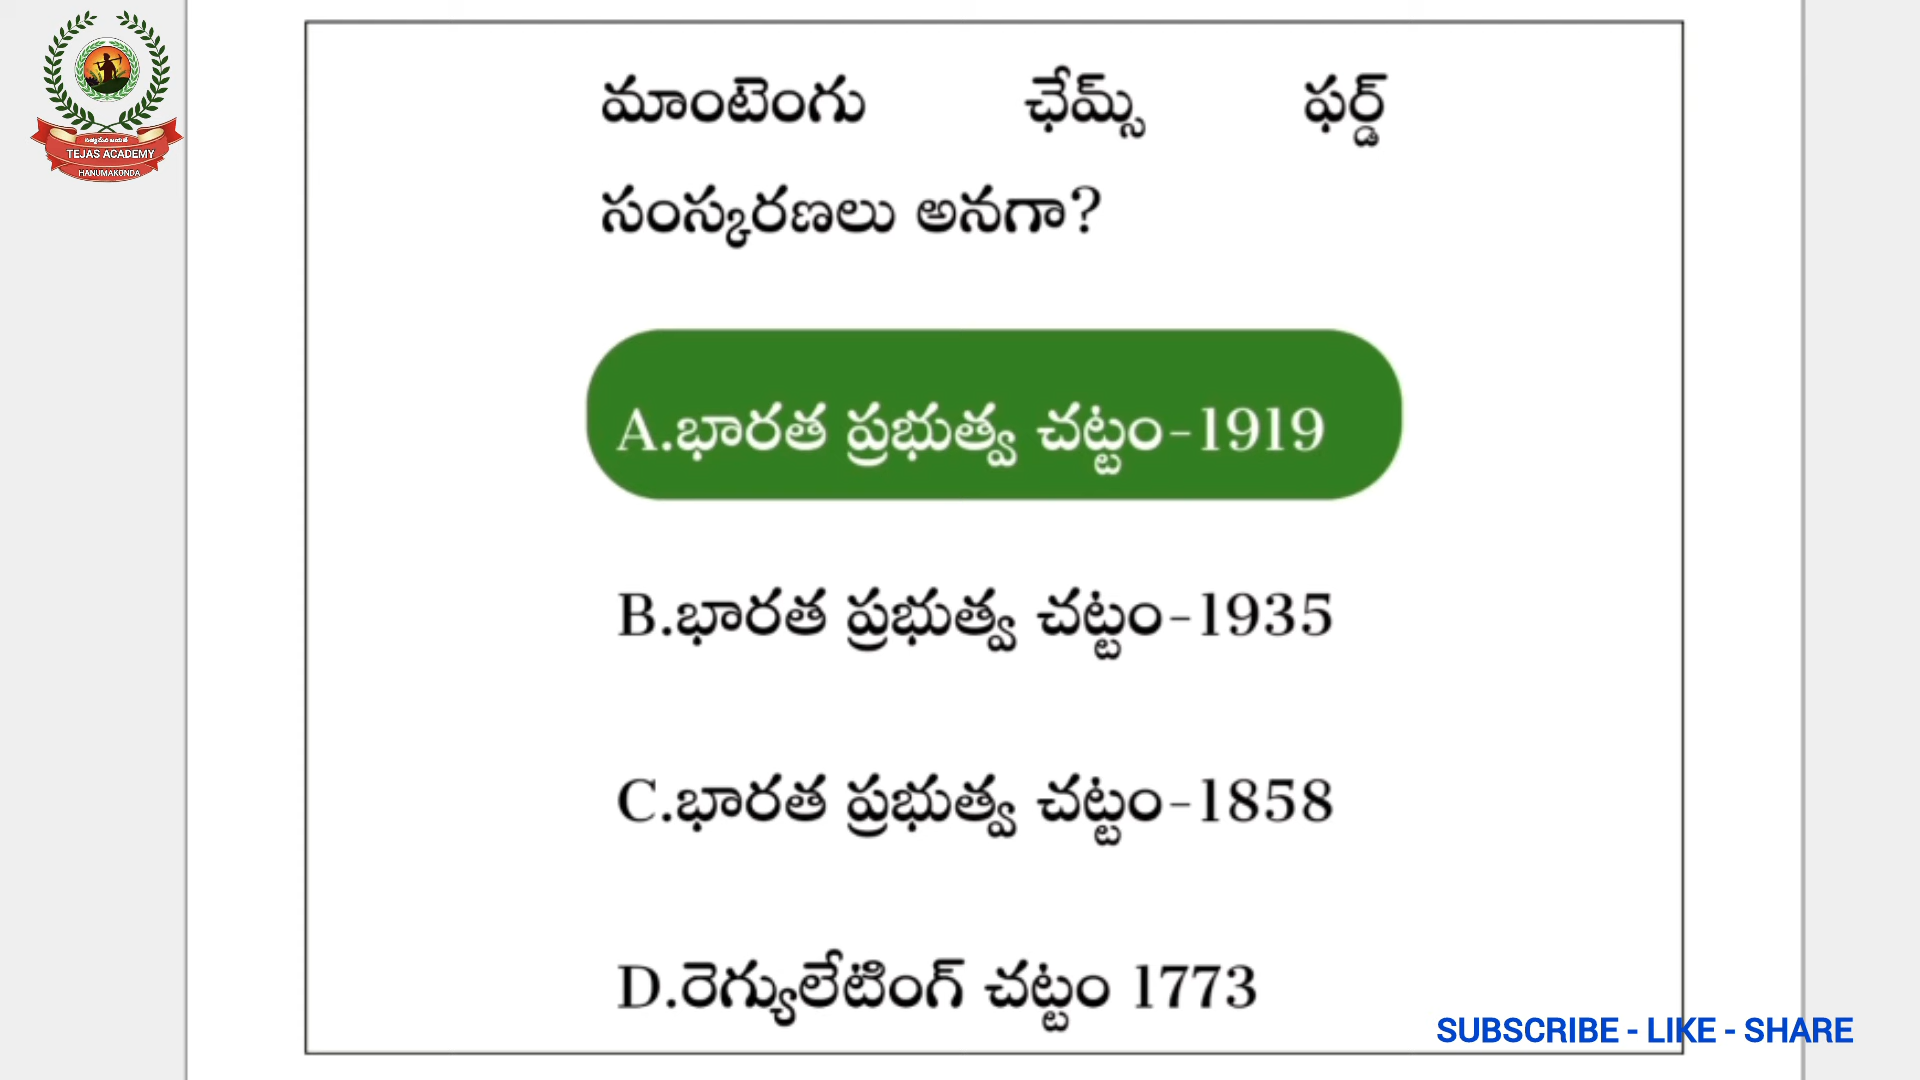 మాంటెంగు ఛేమ్స్ ఫర్డ్
సంస్కరణలు అనగా?
A.భారత ప్రభుత్వ చట్టం-1919
B.భారత ప్రభుత్వ చట్టం-1935
C.భారత ప్రభుత్వ చట్టం-1858
D.రెగ్యులేటింగ్ చట్టం 1773
TEJAS ACADEMY
HANUMAKONDA
SUBSCRIBE - LIKE - SHARE